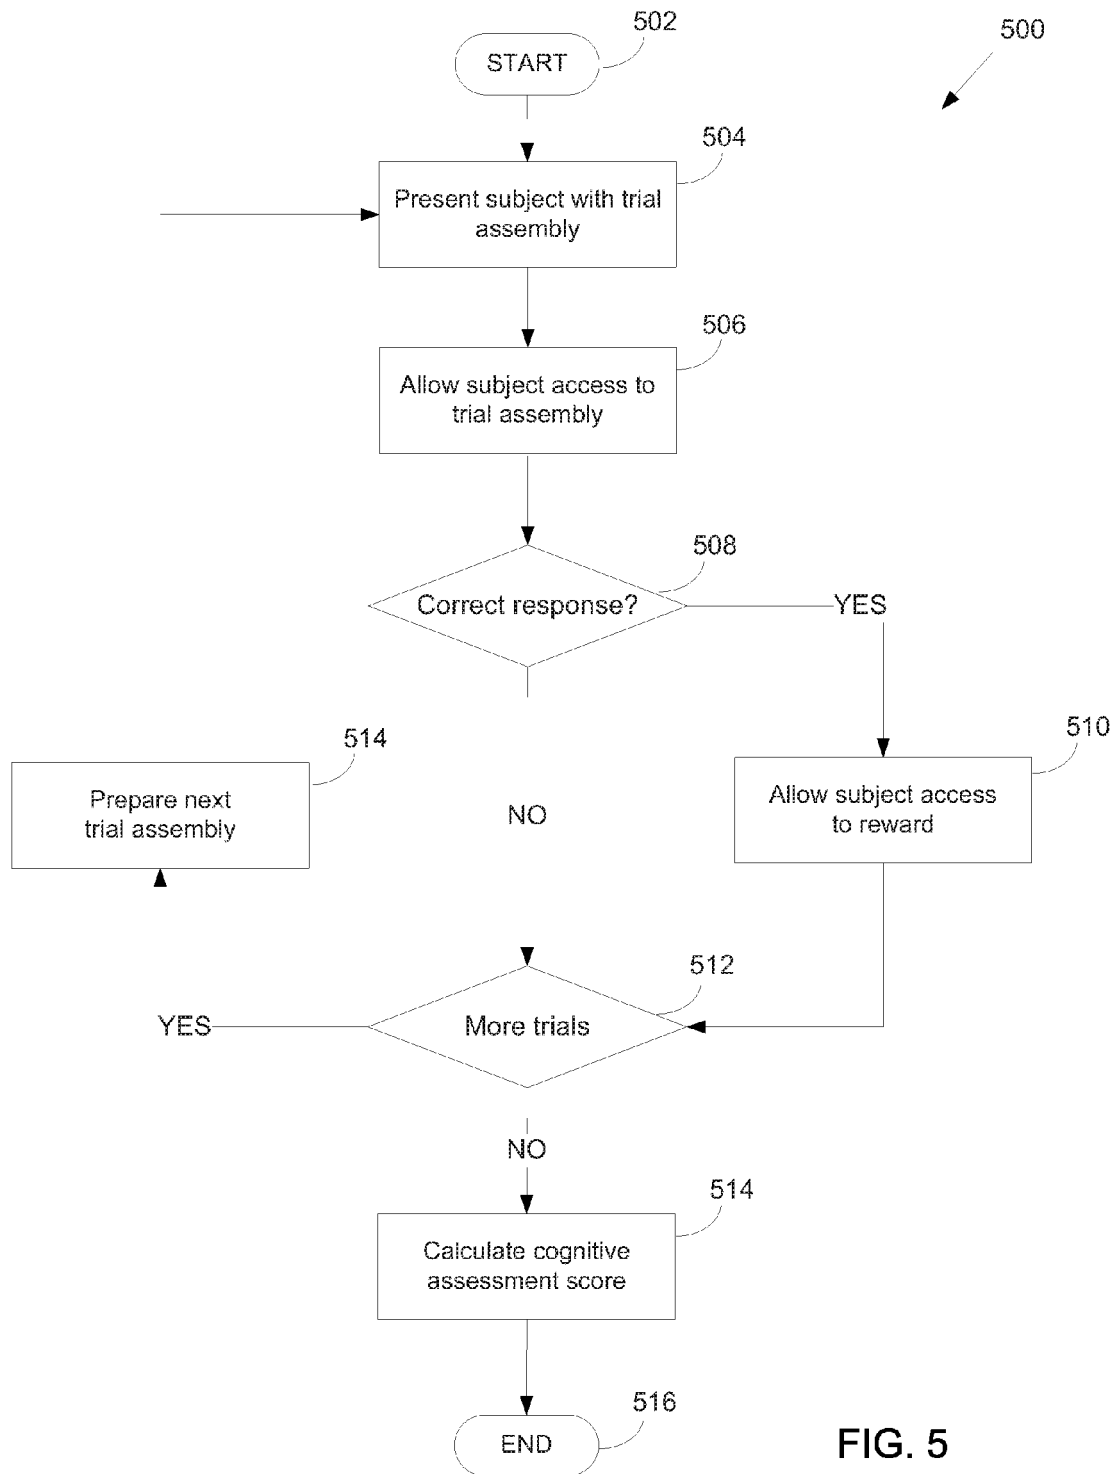 502
500
START
504
Present subject with trial
assembly
506
Allow subject access to
trial assembly
508
Correct response?
YES
514
Prepare next
trial assembly
NO
510
Allow subject access
to reward
512
YES
More trials
NO
514
Calculate cognitive
assessment score
516
END
FIG. 5